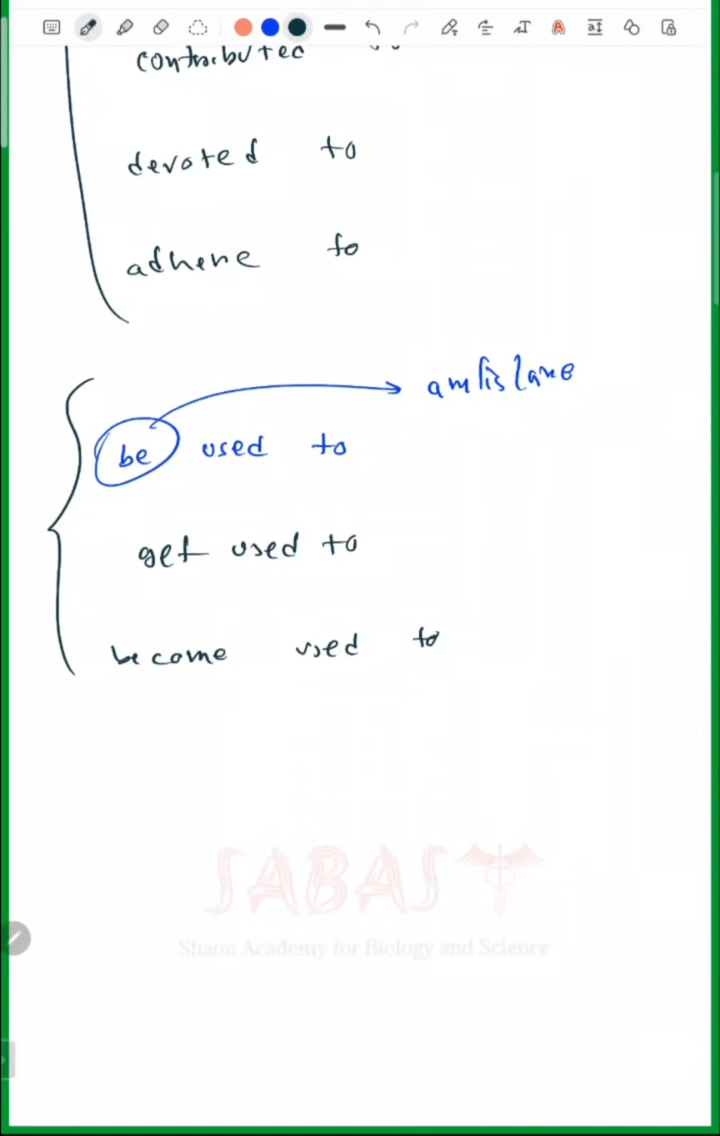 contributed to
devoted to
adhere to
am/is/are
be used to
get used to
become used to
SABAS
Shaon Academy for Biology and Science